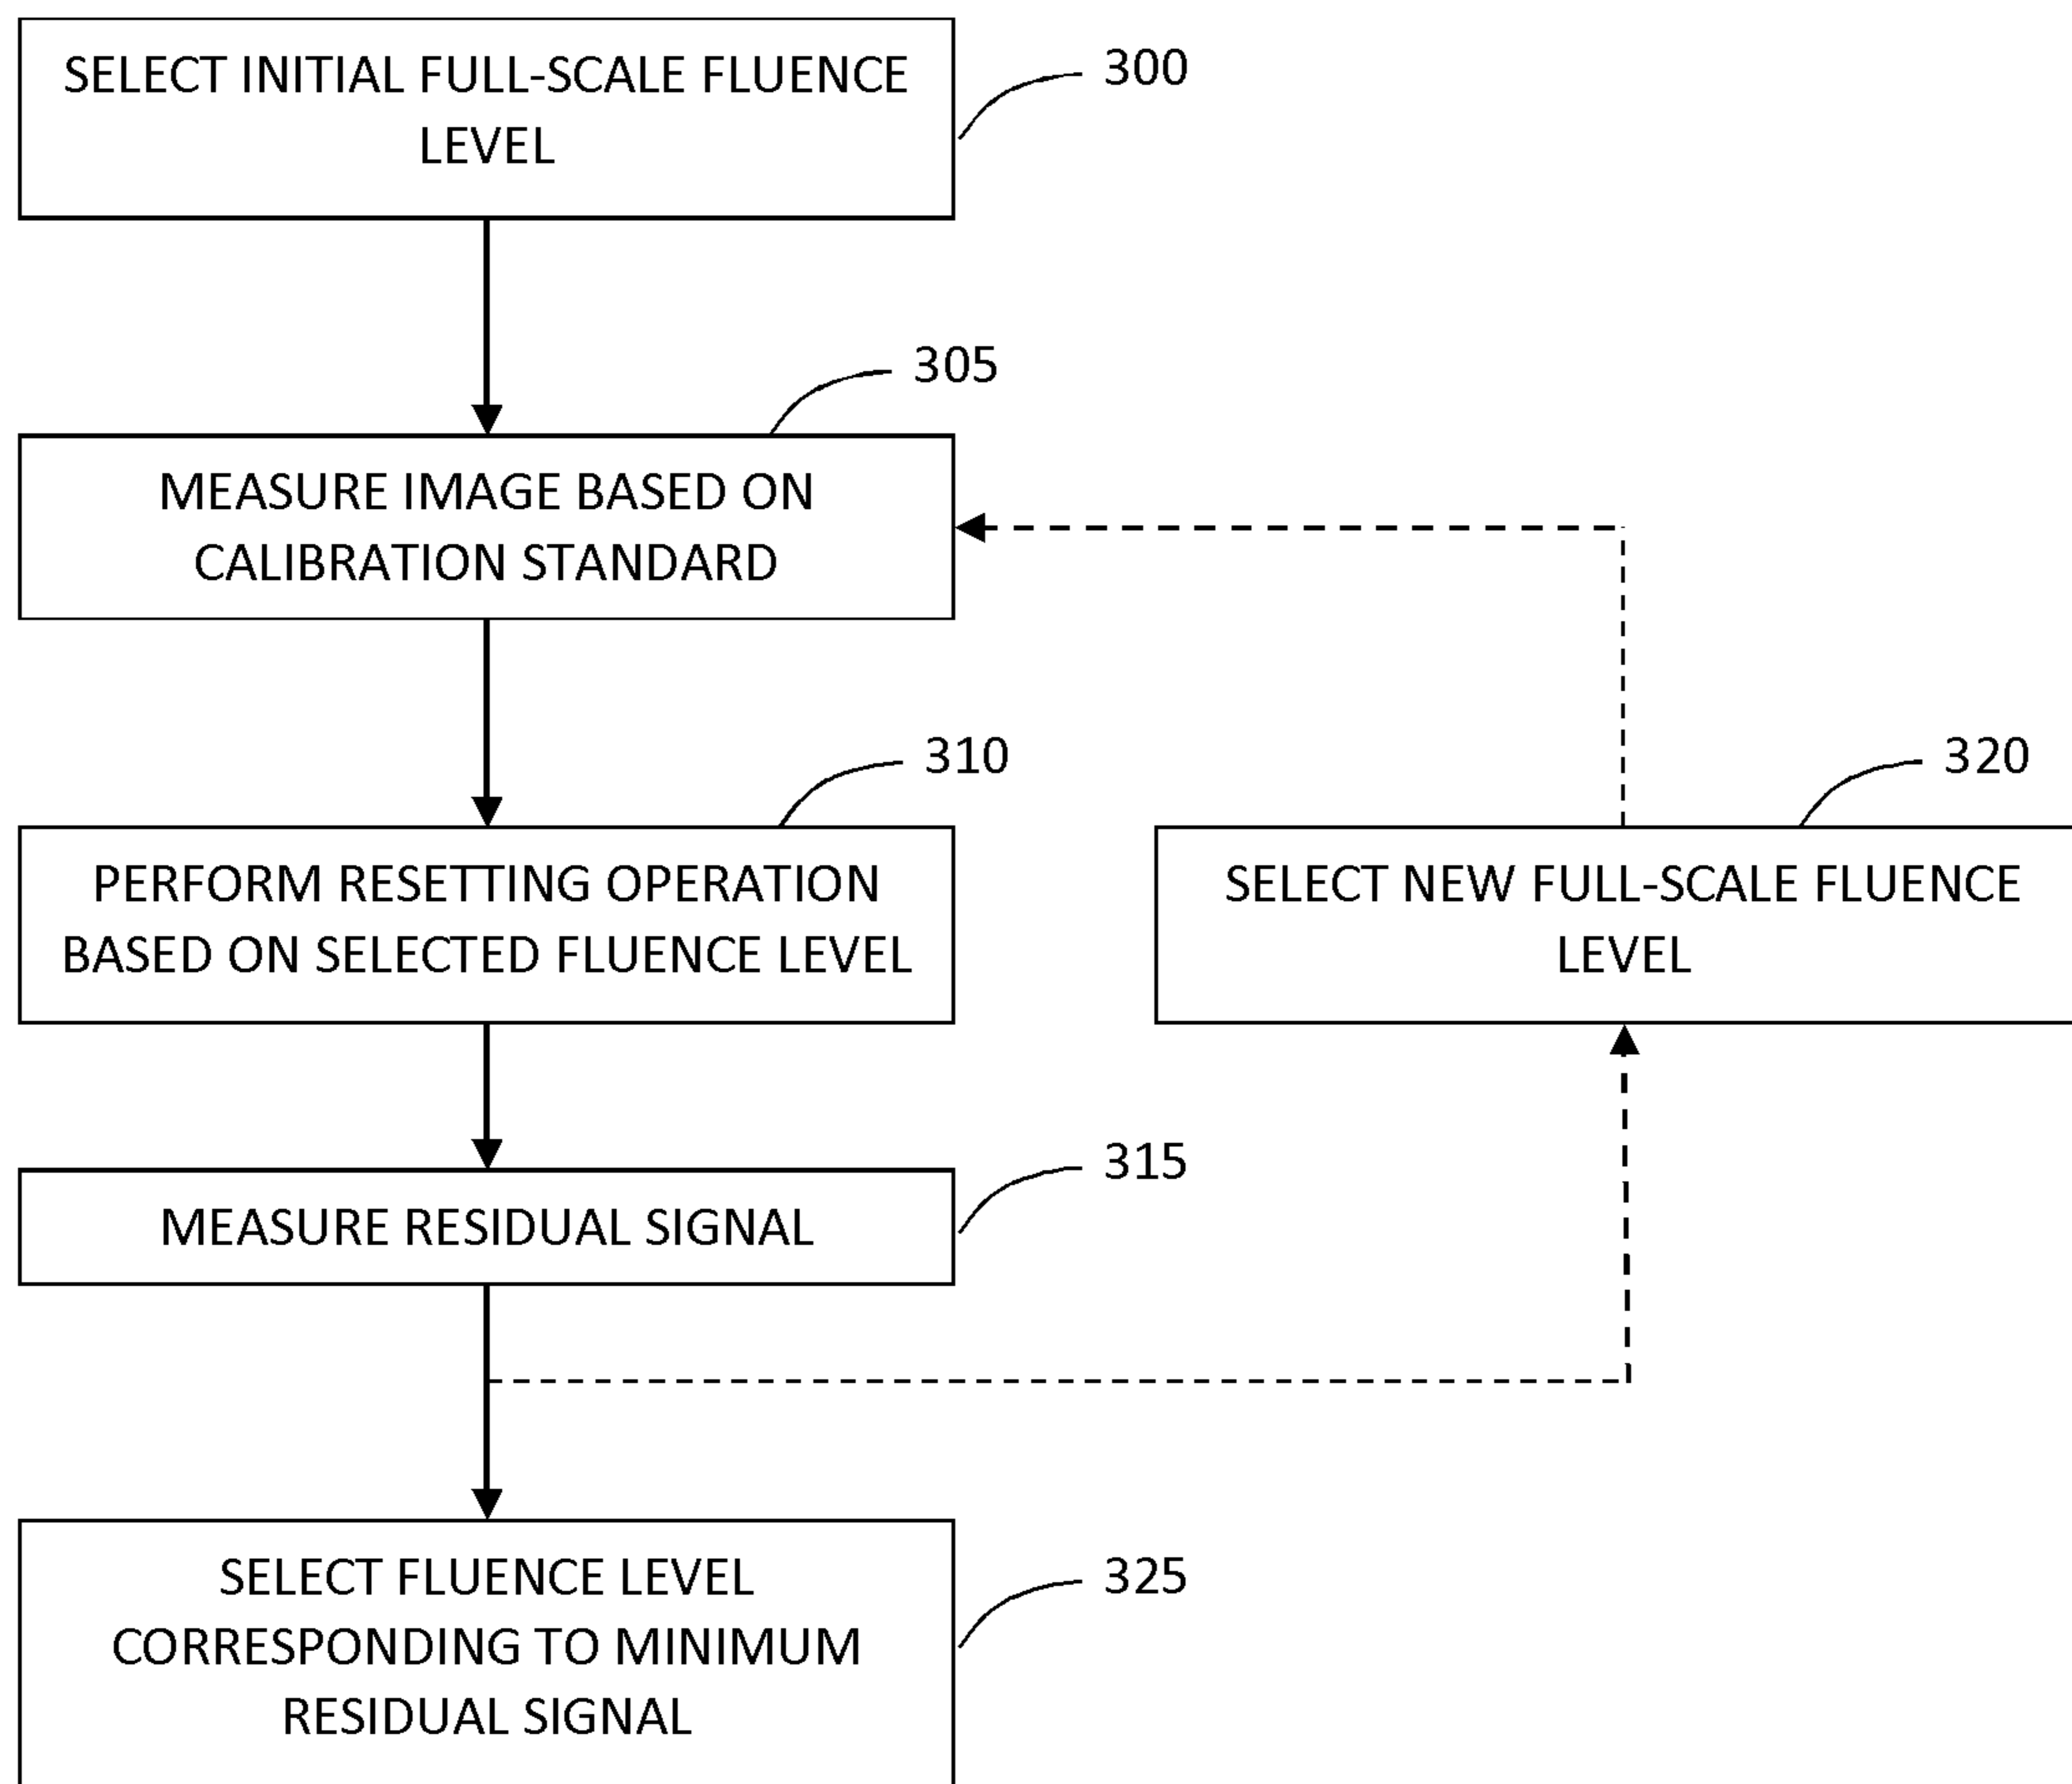 SELECT INITIAL FULL-SCALE FLUENCE
LEVEL
300
305
MEASURE IMAGE BASED ON
CALIBRATION STANDARD
310
PERFORM RESETTING OPERATION
BASED ON SELECTED FLUENCE LEVEL
320
SELECT NEW FULL-SCALE FLUENCE
LEVEL
315
MEASURE RESIDUAL SIGNAL
325
SELECT FLUENCE LEVEL
CORRESPONDING TO MINIMUM
RESIDUAL SIGNAL